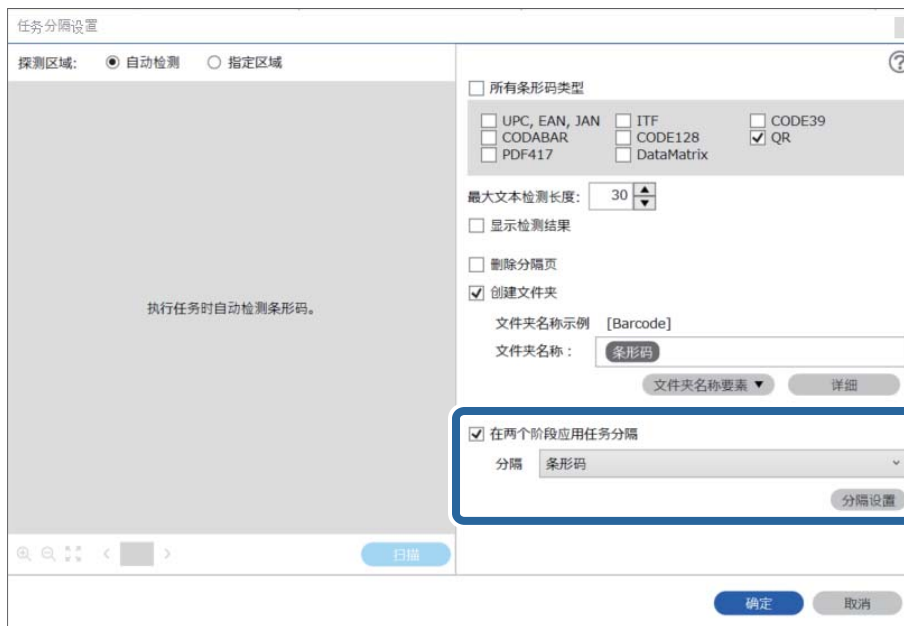 任务分隔设置
探测区域: 自动检测 指定区域
所有条形码类型
UPC, EAN, JAN ITF CODE39
CODABAR CODE128 QR
PDF417 DataMatrix
最大文本检测长度: 30
显示检测结果
删除分隔页
执行任务时自动检测条形码。
创建文件夹
文件夹名称示例 [Barcode]
文件夹名称： 条形码
文件夹名称要素 详细
在两个阶段应用任务分隔
分隔 条形码
分隔设置
扫描
确定 取消